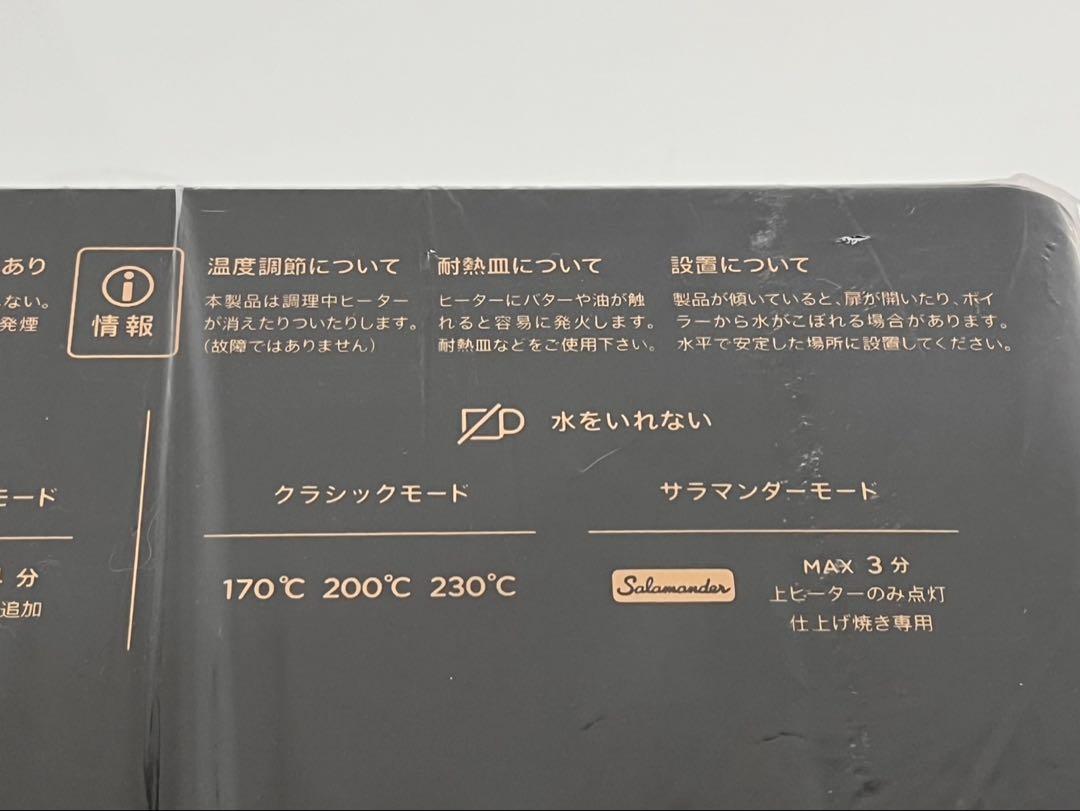 あり
ない。
発煙
情報
温度調節について
本製品は調理中ヒーター
が消えたりついたりします。
(故障ではありません)
耐熱皿について
ヒーターにバターや油が触
れると容易に発火します。
耐熱皿などをご使用下さい。
設置について
製品が傾いていると、扉が開いたり、ボイ
ラーから水がこぼれる場合があります。
水平で安定した場所に設置してください。
水をいれない
モード
分
追加
クラシックモード
170℃ 200℃ 230℃
サラマンダーモード
Salamander
MAX 3分
上ヒーターのみ点灯
仕上げ焼き専用